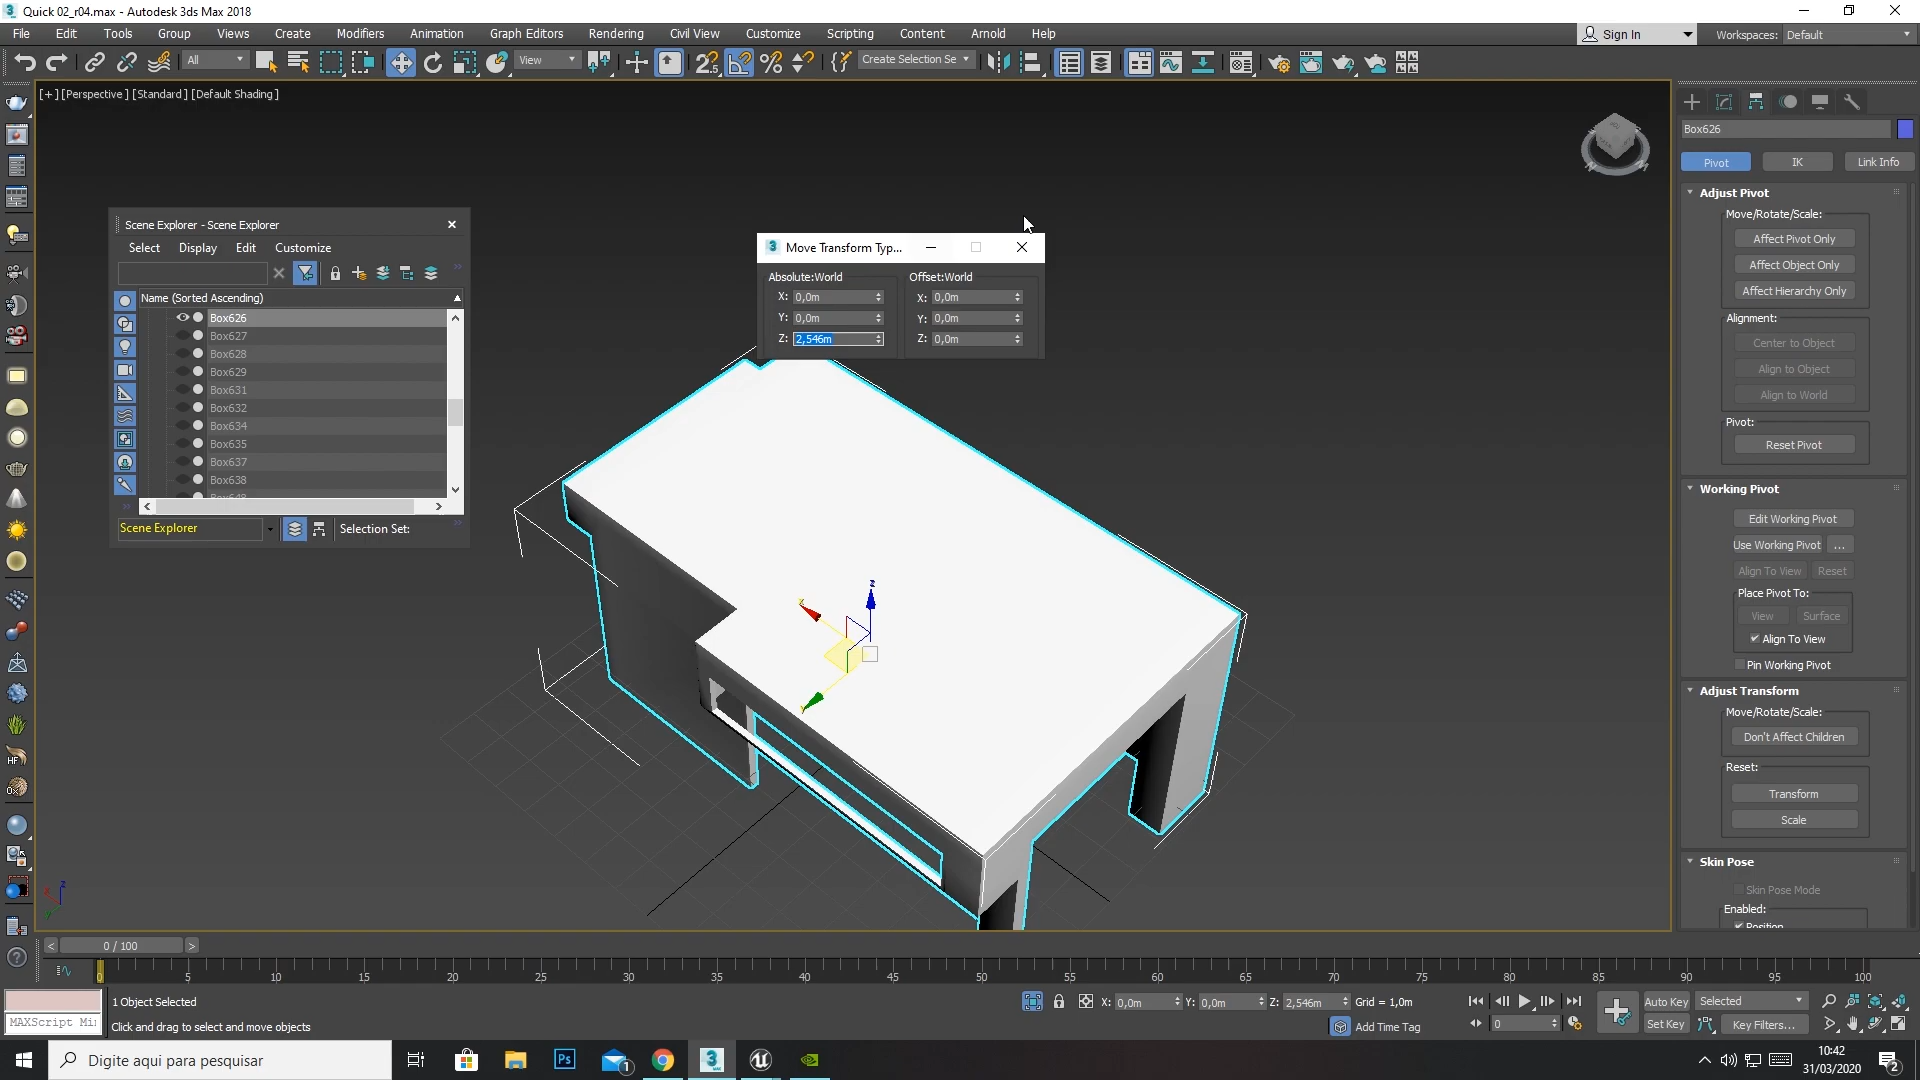 Quick 02_r04.max - Autodesk 3ds Max 2018
File Edit Tools Group Views Create Modifiers Animation Graph Editors Rendering Civil View Customize Scripting Content Arnold Help
Sign In
Workspaces: Default
All
View
Create Selection Se
[+] [Perspective ] [Standard ] [Default Shading ]
Scene Explorer - Scene Explorer
Select Display Edit Customize
Name (Sorted Ascending)
Box626
Box627
Box628
Box629
Box631
Box632
Box634
Box635
Box637
Box638
Scene Explorer
Selection Set:
3 Move Transform Typ...
Absolute:World
X: 0,0m
Y: 0,0m
Z: 2,546m
Offset:World
X: 0,0m
Y: 0,0m
Z: 0,0m
Box626
Pivot IK Link Info
Adjust Pivot
Move/Rotate/Scale:
Affect Pivot Only
Affect Object Only
Affect Hierarchy Only
Alignment:
Center to Object
Align to Object
Align to World
Pivot:
Reset Pivot
Working Pivot
Edit Working Pivot
Use Working Pivot ...
Align To View Reset
Place Pivot To:
View Surface
Align To View
Pin Working Pivot
Adjust Transform
Move/Rotate/Scale:
Don't Affect Children
Reset:
Transform
Scale
Skin Pose
Skin Pose Mode
Enabled:
Position
< 0 / 100 >
0 5 10 15 20 25 30 35 40 45 50 55 60 65 70 75 80 85 90 95 100
1 Object Selected
Click and drag to select and move objects
MAXScript Mi
X: 0,0m Y: 0,0m Z: 2,546m Grid = 1,0m
Add Time Tag
0
Auto Key Selected
Set Key Key Filters...
Digite aqui para pesquisar
Ps
1
3
10:42
31/03/2020
2